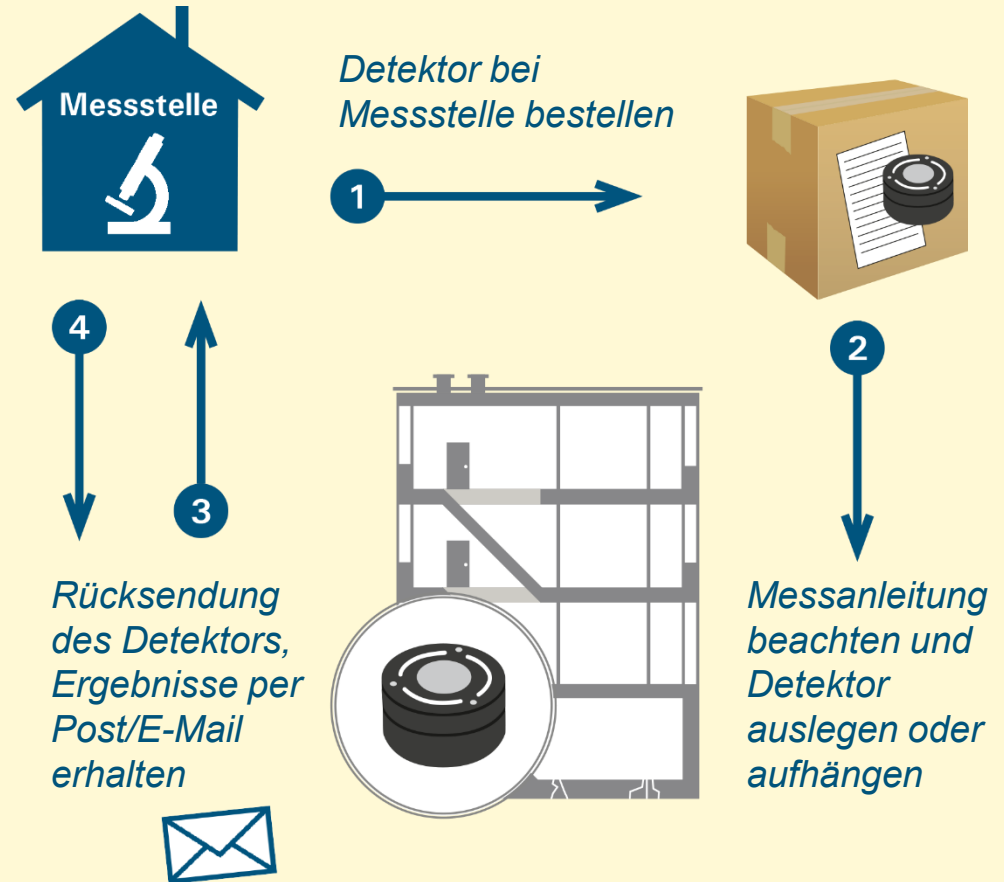 Messstelle
Detektor bei
Messstelle bestellen
1
2
Messanleitung
beachten und
Detektor
auslegen oder
aufhängen
3
4
Rücksendung
des Detektors,
Ergebnisse per
Post/E-Mail
erhalten